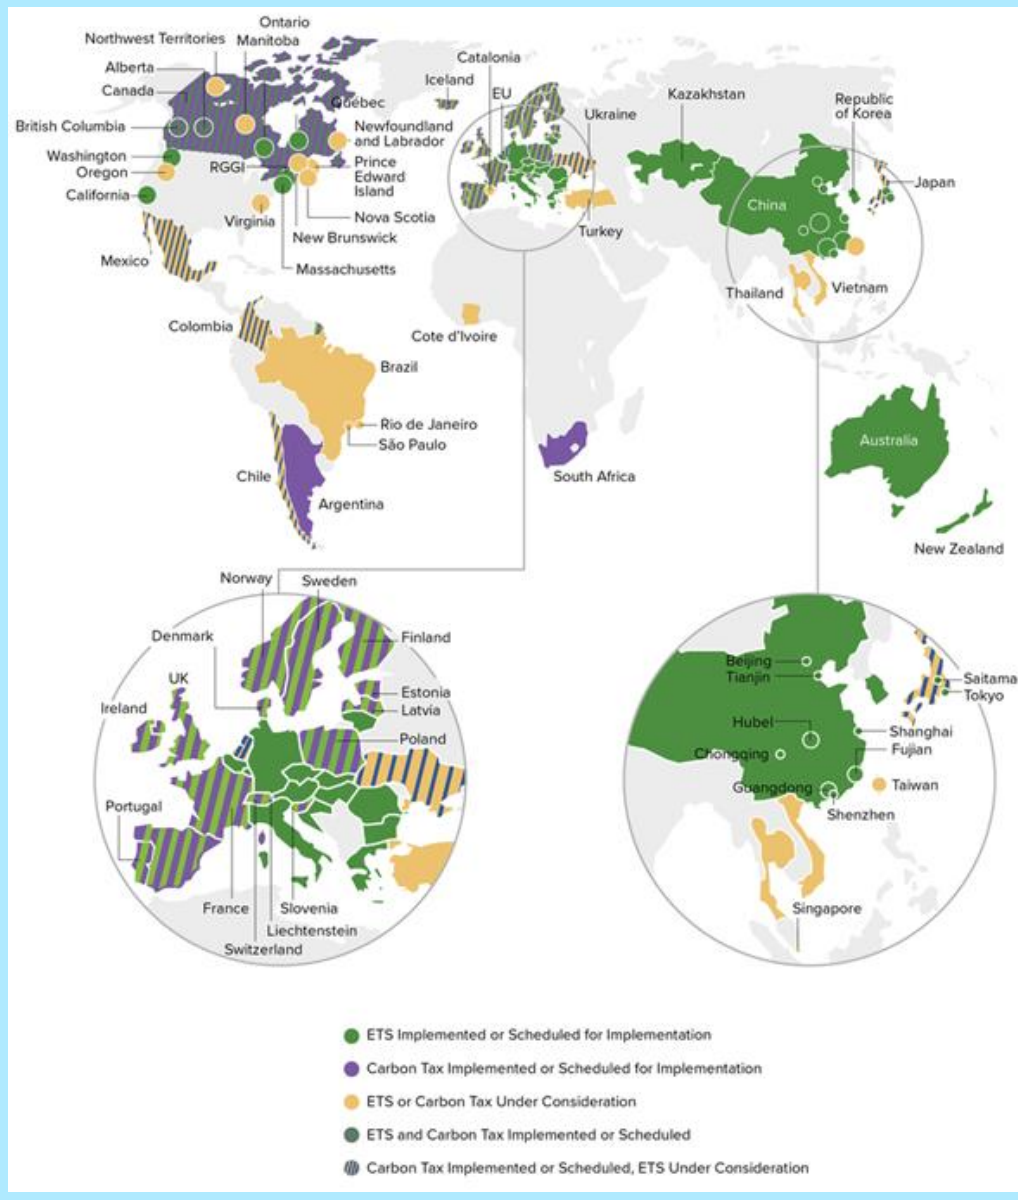 Ontario
Northwest Territories
Manitoba
Alberta
Canada
Québec
British Columbia
Newfoundland
and Labrador
Washington
Oregon
RGGI
Prince
Edward
Island
California
Virginia
Nova Scotia
New Brunswick
Massachusetts
Mexico
Catalonia
Iceland
EU
Ukraine
Turkey
Kazakhstan
Republic
of Korea
Japan
China
Thailand
Vietnam
Colombia
Cote d'Ivoire
Brazil
Rio de Janeiro
São Paulo
Chile
Argentina
South Africa
Australia
New Zealand
Norway
Sweden
Denmark
Finland
UK
Ireland
Estonia
Latvia
Poland
Portugal
France
Slovenia
Liechtenstein
Switzerland
Beijing
Tianjin
Saitama
Tokyo
Hubel
Shanghai
Chongqing
Fujian
Guangdong
Taiwan
Shenzhen
Singapore
ETS Implemented or Scheduled for Implementation
Carbon Tax Implemented or Scheduled for Implementation
ETS or Carbon Tax Under Consideration
ETS and Carbon Tax Implemented or Scheduled
Carbon Tax Implemented or Scheduled, ETS Under Consideration